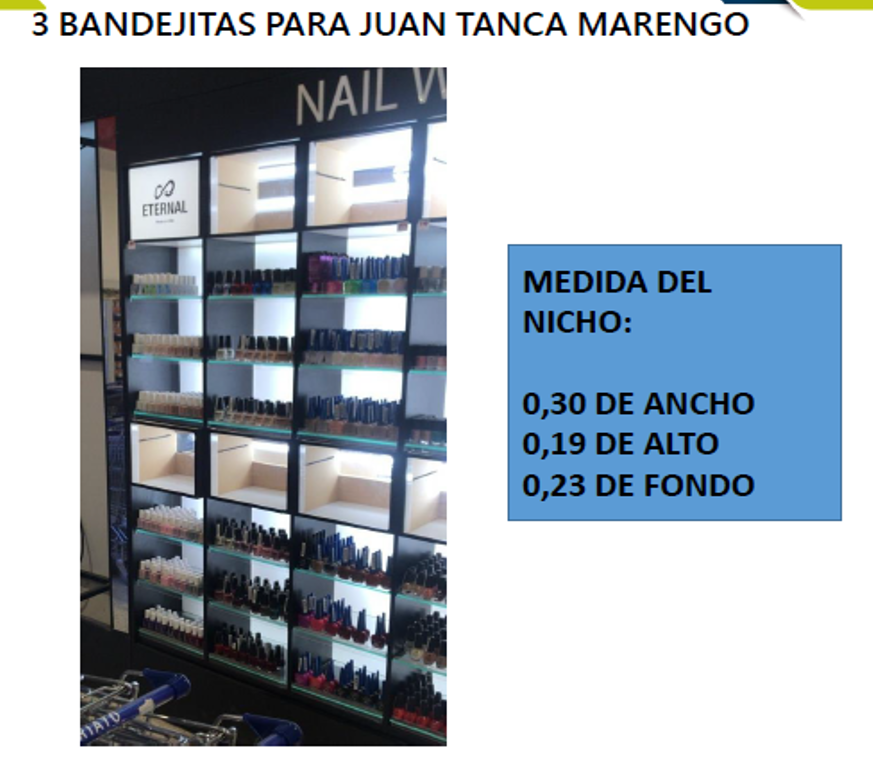 3 BANDEJITAS PARA JUAN TANCA MARENGO
NAIL W
ETERNAL
MEDIDA DEL
NICHO:
0,30 DE ANCHO
0,19 DE ALTO
0,23 DE FONDO